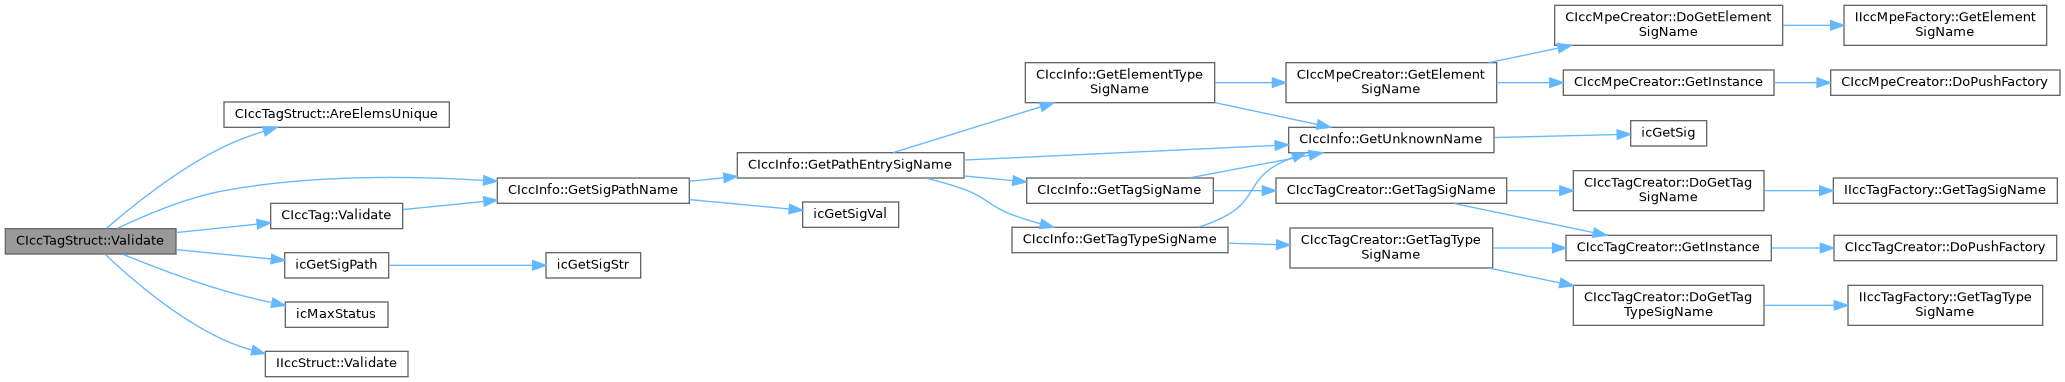 CIccTagStruct::Validate
CIccTagStruct::AreElemsUnique
CIccInfo::GetSigPathName
CIccTag::Validate
icGetSigPath
icMaxStatus
IIccStruct::Validate
icGetSigStr
CIccInfo::GetPathEntrySigName
icGetSigVal
CIccInfo::GetElementType
SigName
CIccInfo::GetTagSigName
CIccInfo::GetTagTypeSigName
CIccMpeCreator::GetElement
SigName
CIccInfo::GetUnknownName
CIccTagCreator::GetTagSigName
CIccTagCreator::GetTagType
SigName
CIccMpeCreator::DoGetElement
SigName
CIccMpeCreator::GetInstance
icGetSig
CIccTagCreator::DoGetTag
SigName
CIccTagCreator::GetInstance
CIccTagCreator::DoGetTag
TypeSigName
IIccMpeFactory::GetElement
SigName
CIccMpeCreator::DoPushFactory
IIccTagFactory::GetTagSigName
CIccTagCreator::DoPushFactory
IIccTagFactory::GetTagType
SigName